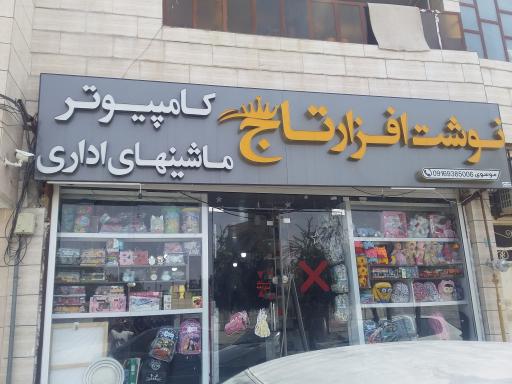 نوشت افزار تاج
کامپیوتر
ماشینهای اداری
موسوی 09169385006